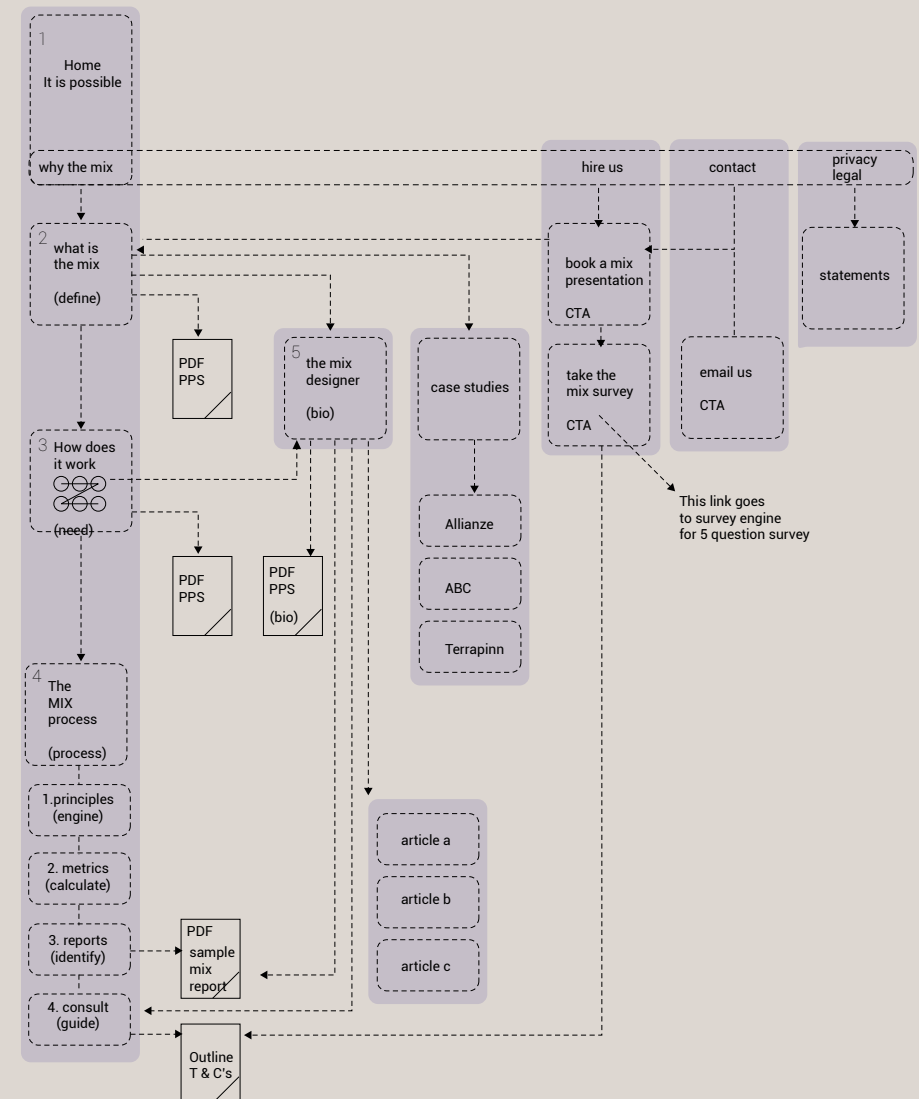 1
Home
It is possible
why the mix
hire us
contact
privacy
legal
2
what is
the mix
(define)
book a mix
presentation
CTA
statements
PDF
PPS
5
the mix
designer
(bio)
case studies
take the
mix survey
CTA
email us
CTA
3
How does
it work
(need)
This link goes
to survey engine
for 5 question survey
Allianze
ABC
Terrapinn
PDF
PPS
PDF
PPS
(bio)
4
The
MIX
process
(process)
1.principles
(engine)
2. metrics
(calculate)
3. reports
(identify)
4. consult
(guide)
article a
article b
article c
PDF
sample
mix
report
Outline
T & C's